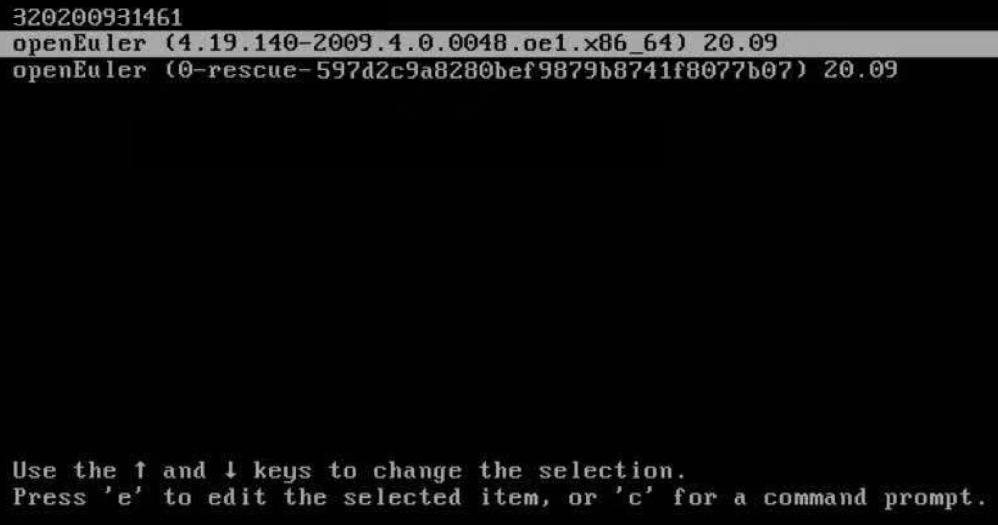 320200931461
openEuler (4.19.140-2009.4.0.0048.oe1.x86_64) 20.09
openEuler (0-rescue-597d2c9a8280bef9879b8741f8077b07) 20.09
Use the ↑ and ↓ keys to change the selection.
Press 'e' to edit the selected item, or 'c' for a command prompt.